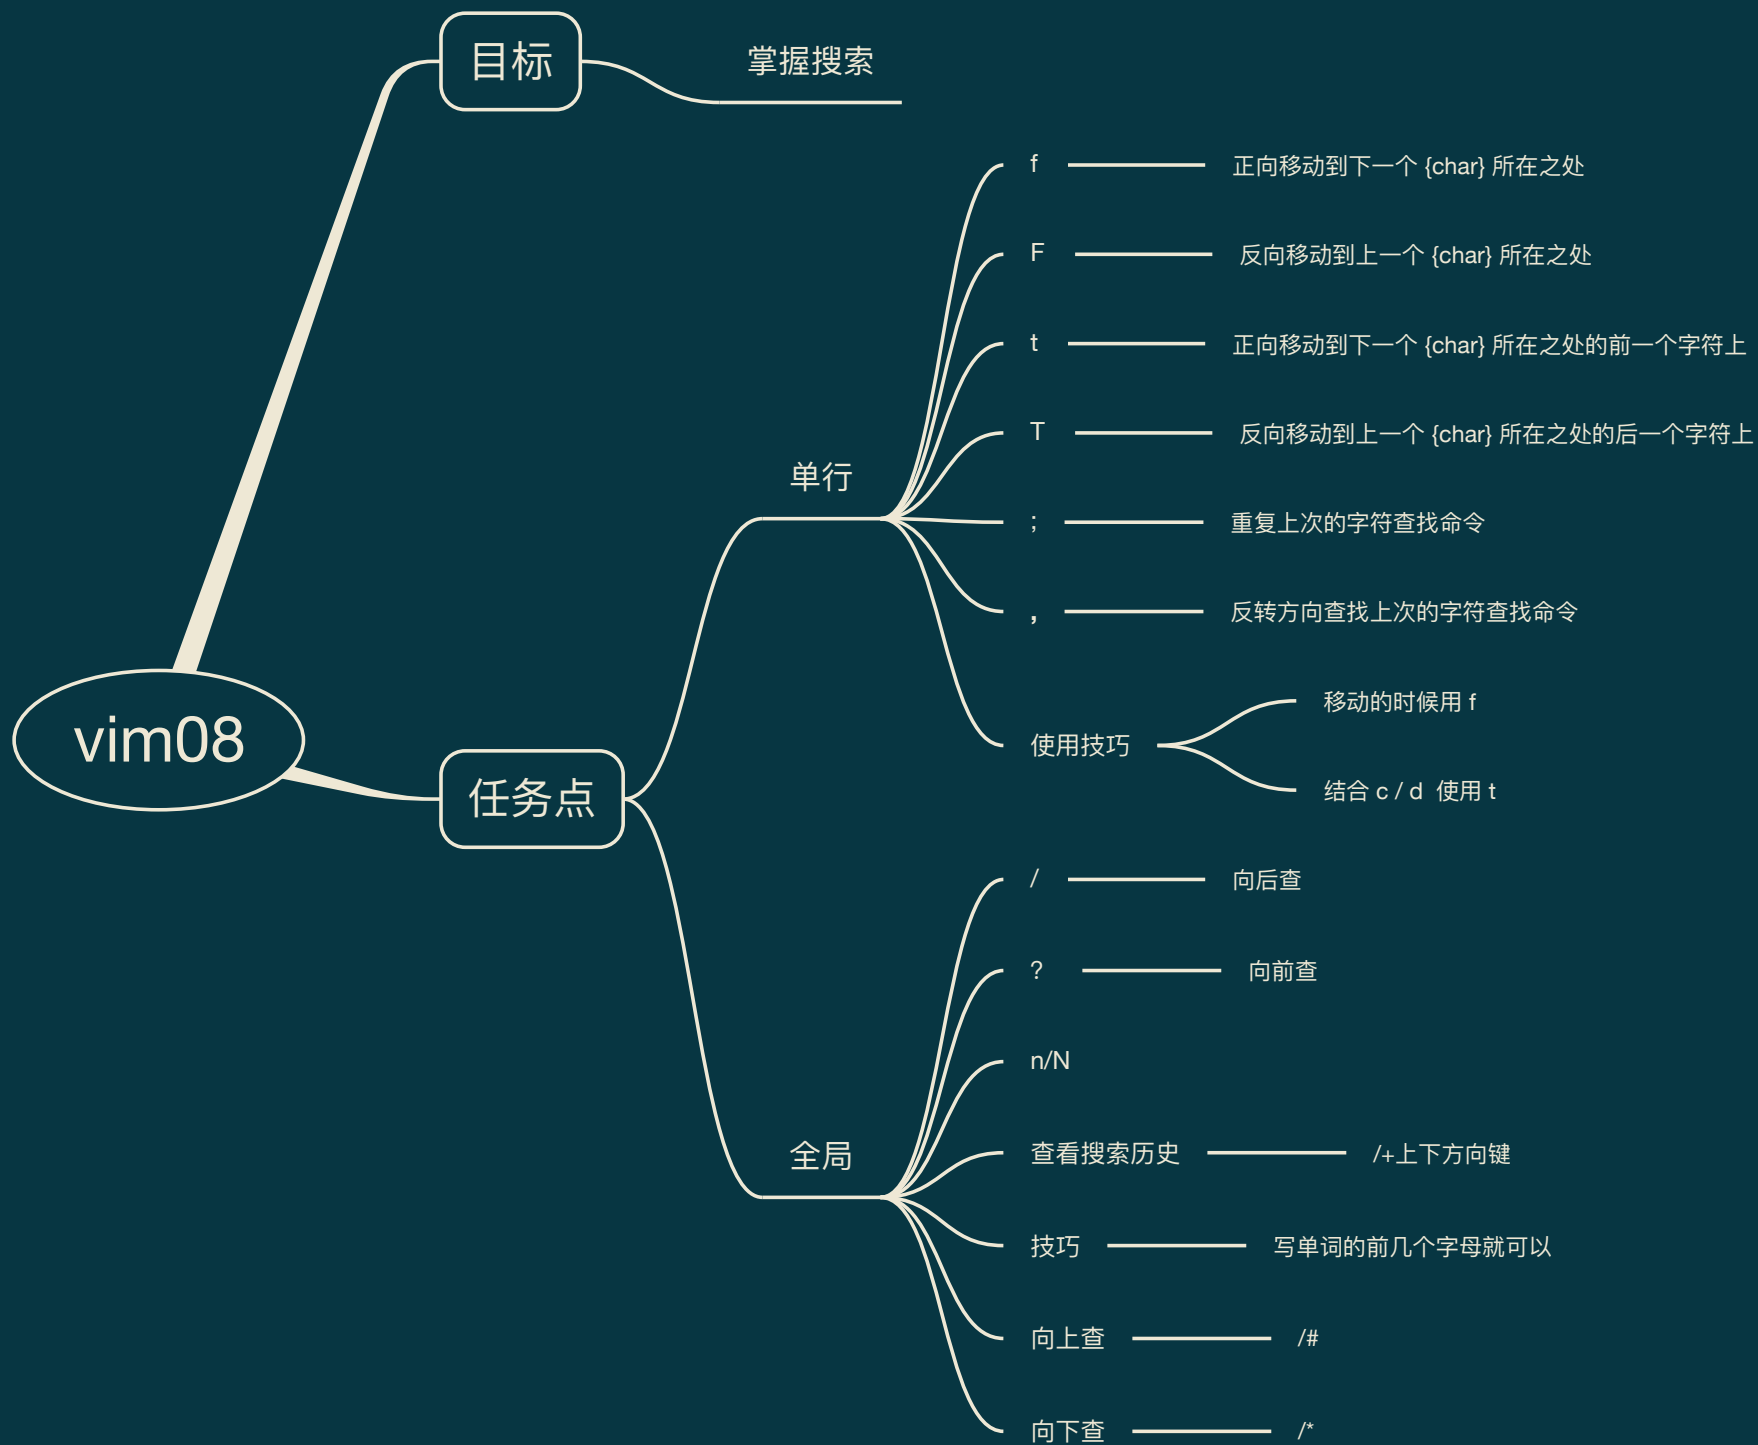 目标
掌握搜索
f
正向移动到下一个 {char} 所在之处
F
反向移动到上一个 {char} 所在之处
t
正向移动到下一个 {char} 所在之处的前一个字符上
T
反向移动到上一个 {char} 所在之处的后一个字符上
单行
;
重复上次的字符查找命令
,
反转方向查找上次的字符查找命令
使用技巧
移动的时候用 f
结合 c / d 使用 t
vim08
任务点
/
向后查
?
向前查
n/N
全局
查看搜索历史
/+上下方向键
技巧
写单词的前几个字母就可以
向上查
/#
向下查
/*